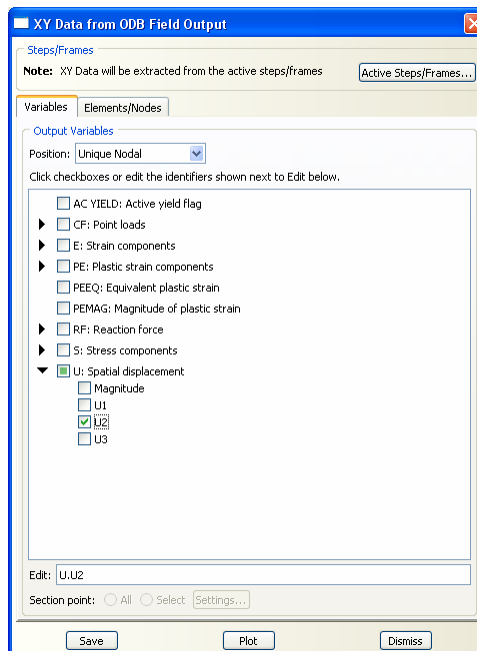 XY Data from ODB Field Output
Steps/Frames
Note: XY Data will be extracted from the active steps/frames
Active Steps/Frames...
Variables
Elements/Nodes
Output Variables
Position: Unique Nodal
Click checkboxes or edit the identifiers shown next to Edit below.
AC YIELD: Active yield flag
CF: Point loads
E: Strain components
PE: Plastic strain components
PEEQ: Equivalent plastic strain
PEMAG: Magnitude of plastic strain
RF: Reaction force
S: Stress components
U: Spatial displacement
Magnitude
U1
U2
U3
Edit: U.U2
Section point: All Select Settings...
Save Plot Dismiss